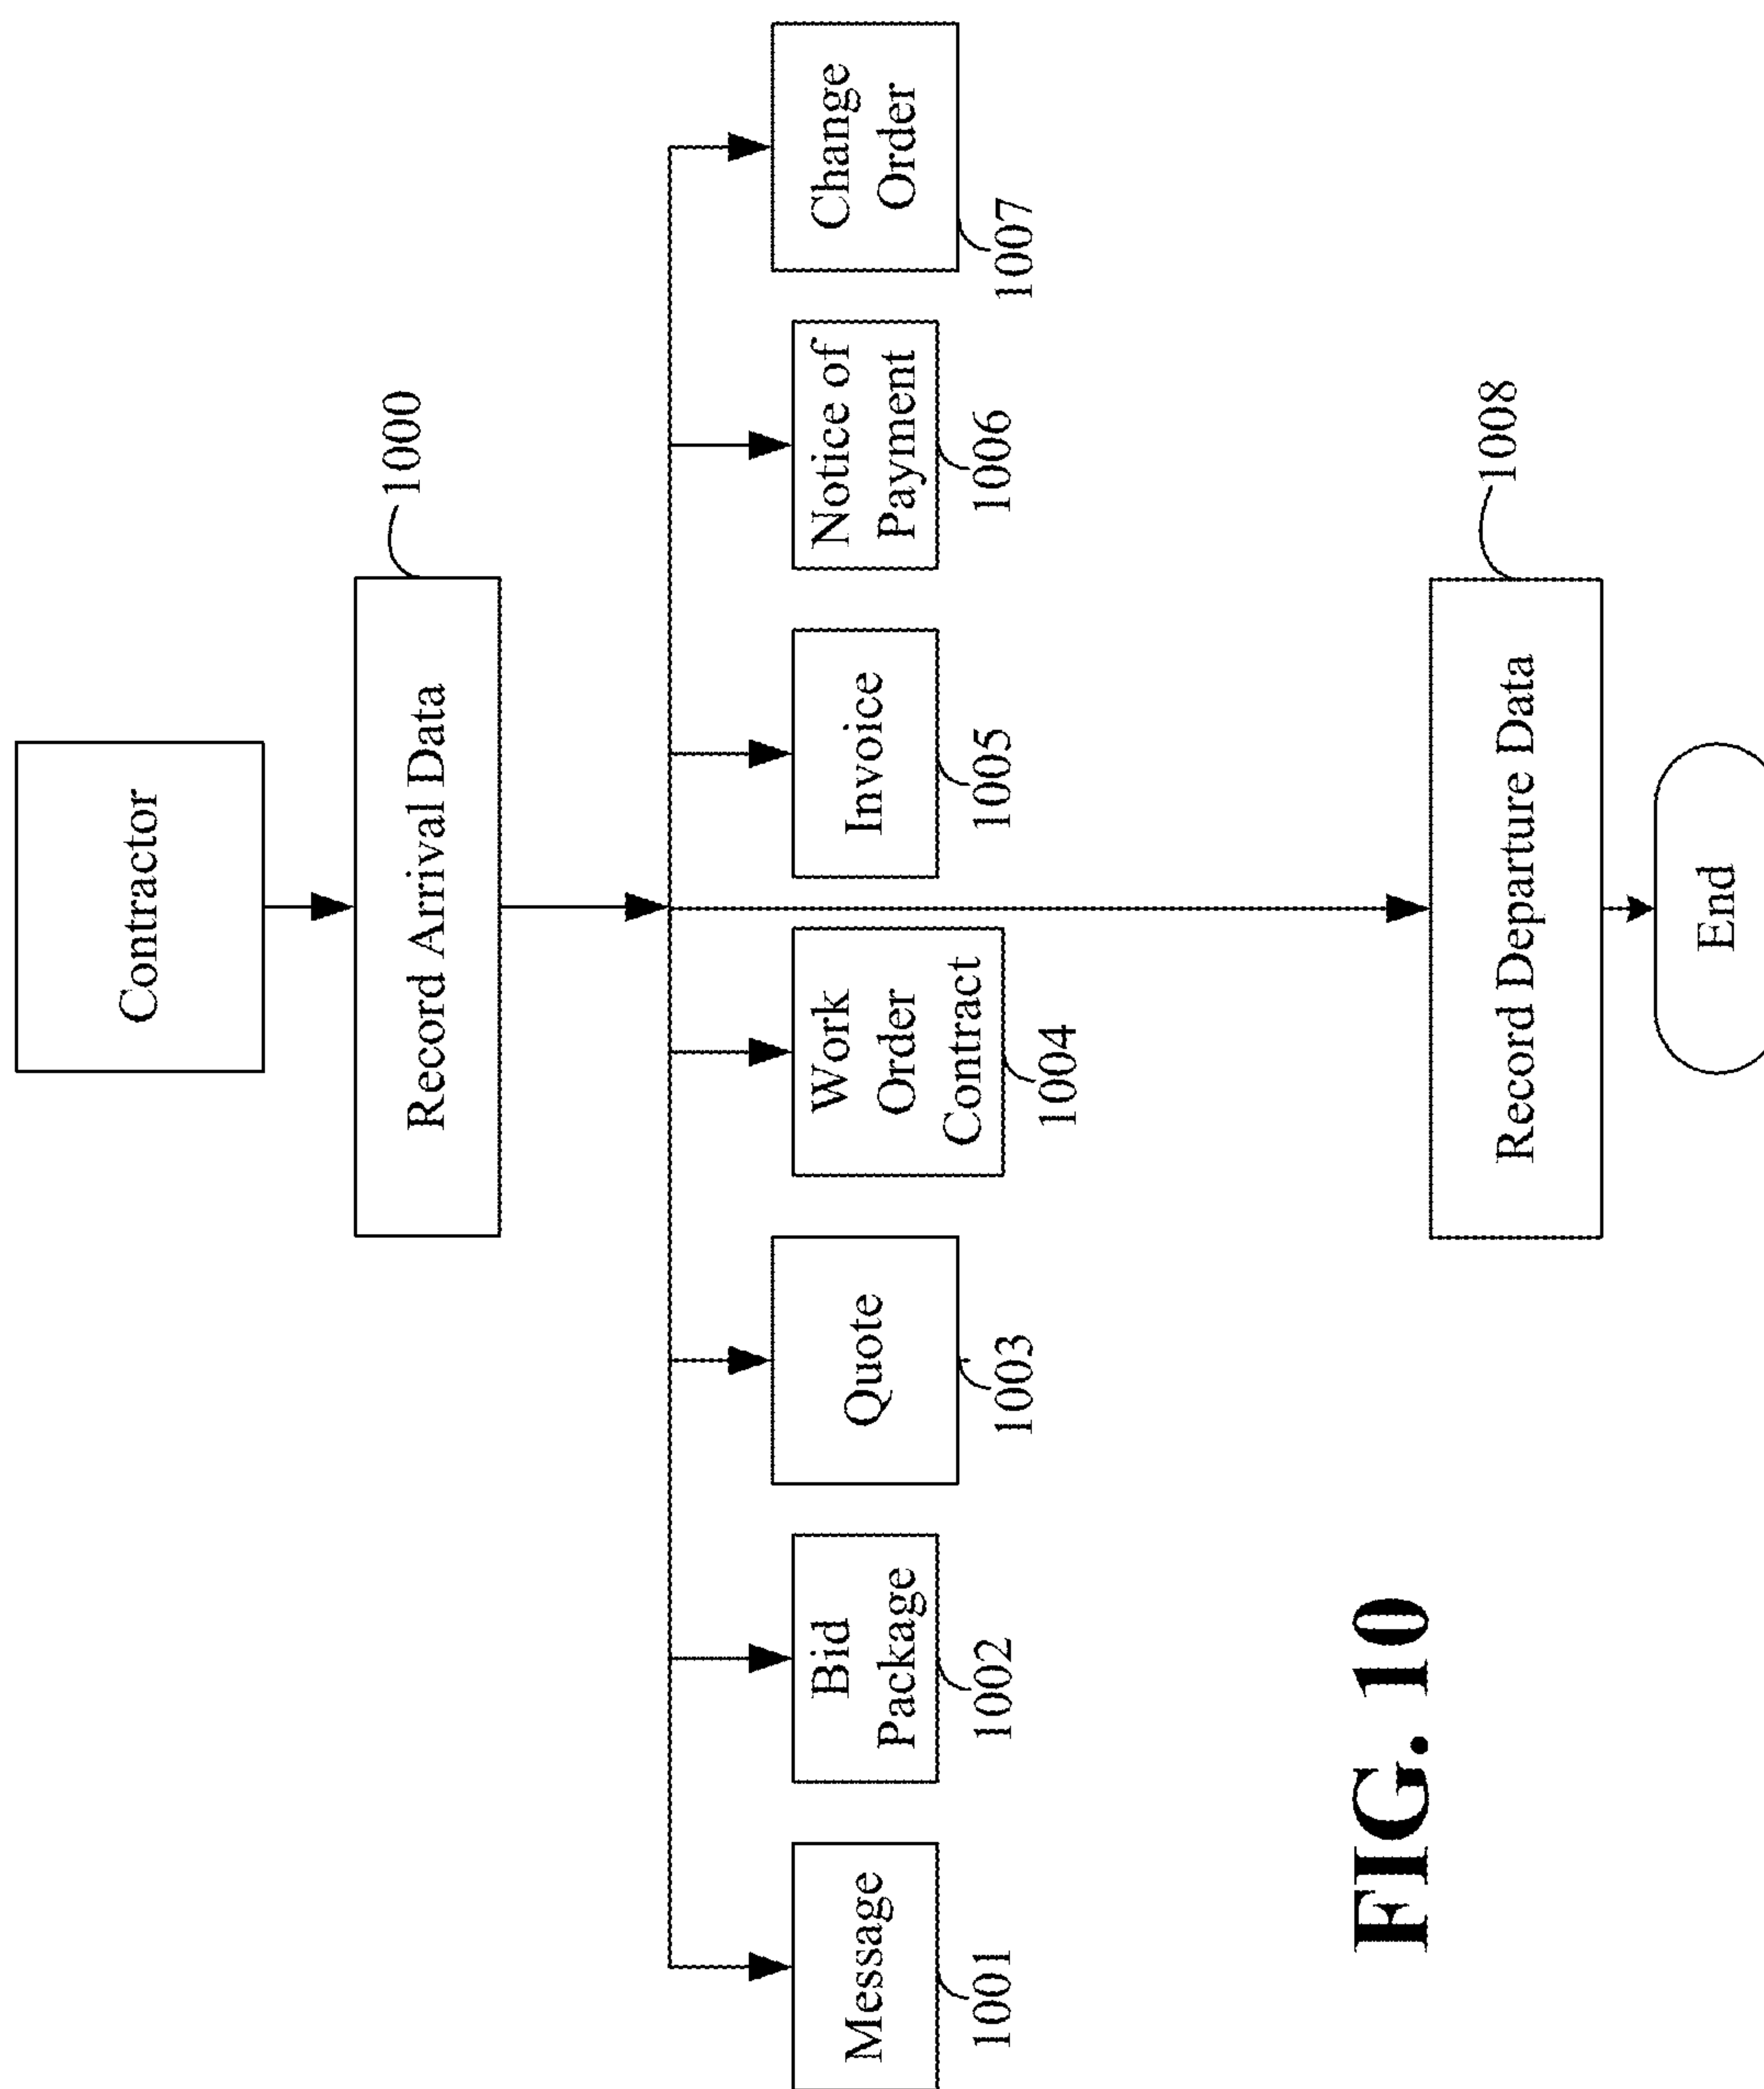 Contractor
Record Arrival Data
1000
Message
1001
Bid
Package
1002
Quote
1003
Work
Order
Contract
1004
Invoice
1005
Notice of
Payment
1006
Change
Order
1007
Record Departure Data
1008
End
FIG. 10